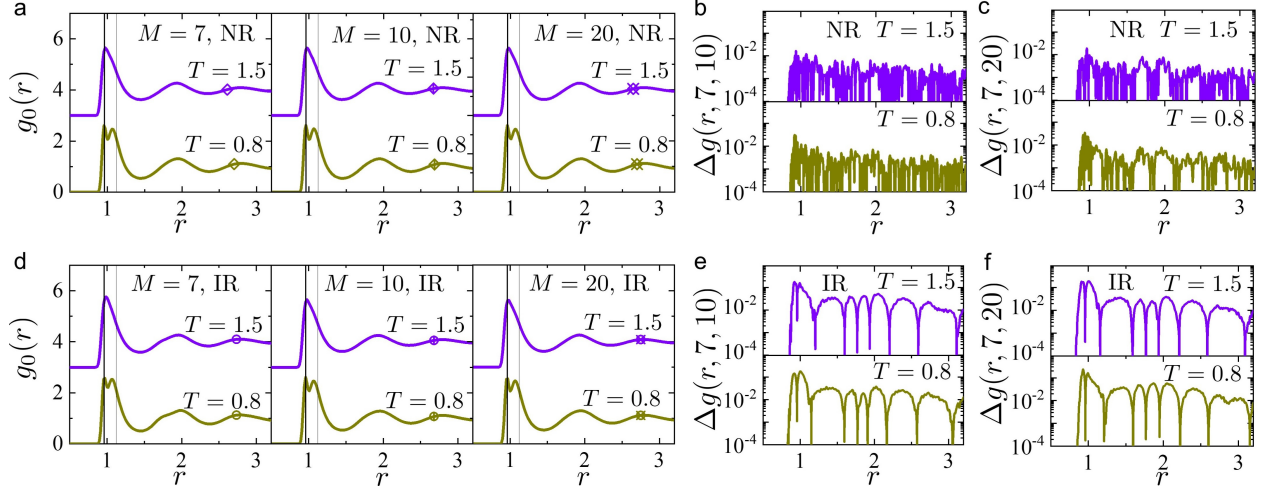 a
b
c
M = 7, NR
M = 10, NR
M = 20, NR
T = 1.5
T = 1.5
T = 1.5
T = 0.8
T = 0.8
T = 0.8
g₀(r)
6
4
2
0
1
2
3
1
2
3
1
2
3
r
r
r
NR T = 1.5
T = 0.8
Δg(r, 7, 10)
10⁻²
10⁻⁴
10⁻²
10⁻⁴
1
2
3
r
NR T = 1.5
T = 0.8
Δg(r, 7, 20)
10⁻²
10⁻⁴
10⁻²
10⁻⁴
1
2
3
r
d
e
f
M = 7, IR
M = 10, IR
M = 20, IR
T = 1.5
T = 1.5
T = 1.5
T = 0.8
T = 0.8
T = 0.8
g₀(r)
6
4
2
0
1
2
3
1
2
3
1
2
3
r
r
r
IR T = 1.5
T = 0.8
Δg(r, 7, 10)
10⁻²
10⁻⁴
10⁻²
10⁻⁴
1
2
3
r
IR T = 1.5
T = 0.8
Δg(r, 7, 20)
10⁻²
10⁻⁴
10⁻²
10⁻⁴
1
2
3
r